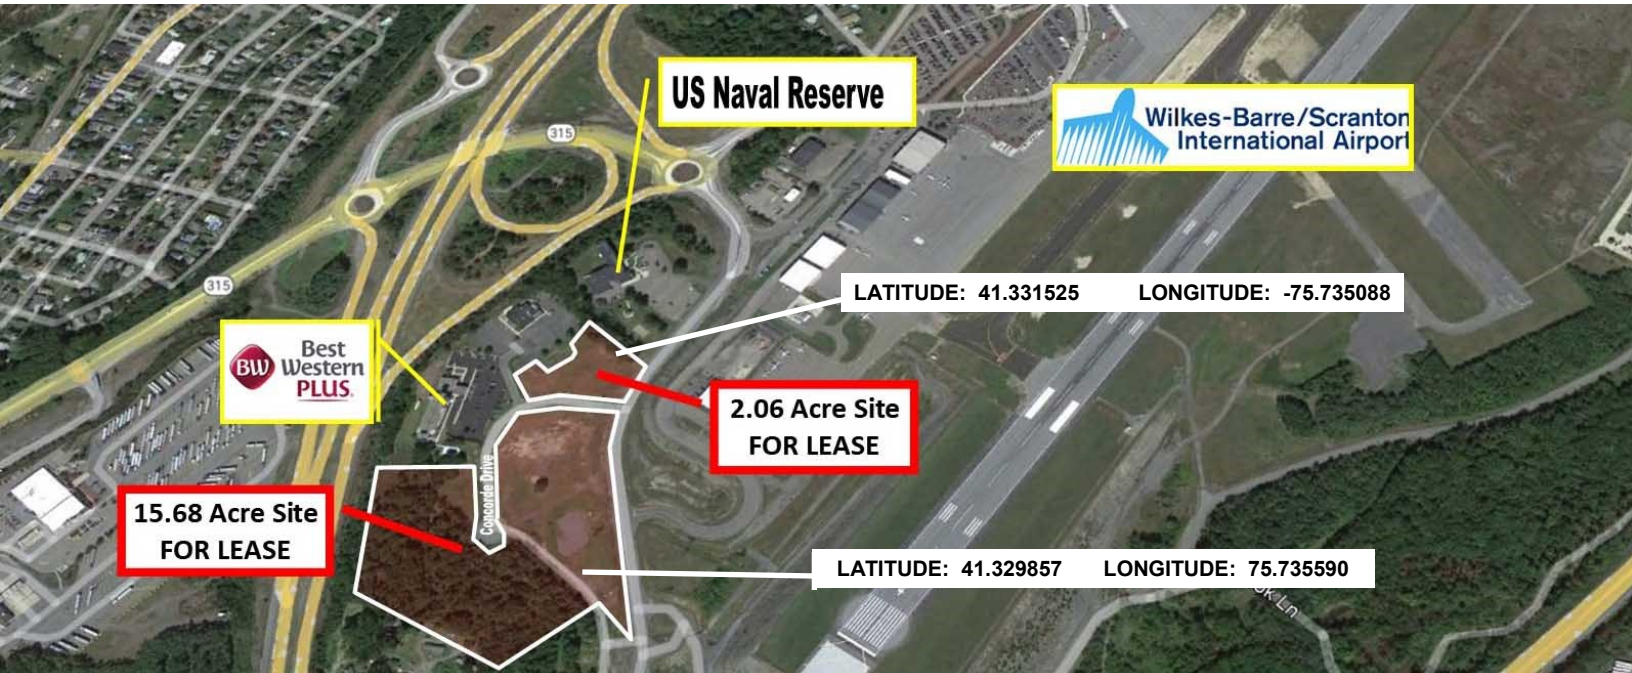 US Naval Reserve
Wilkes-Barre/Scranton
International Airport
315
315
LATITUDE: 41.331525 LONGITUDE: -75.735088
BW
Best
Western
PLUS
2.06 Acre Site
FOR LEASE
Concorde Drive
15.68 Acre Site
FOR LEASE
LATITUDE: 41.329857 LONGITUDE: 75.735590
Ln